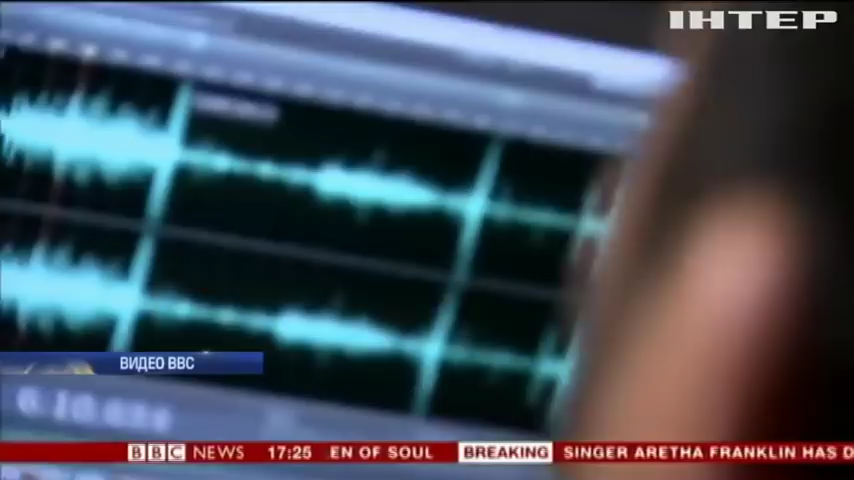 ІНТЕР
ВИДЕО BBC
BBC NEWS 17:25 EN OF SOUL BREAKING SINGER ARETHA FRANKLIN HAS D